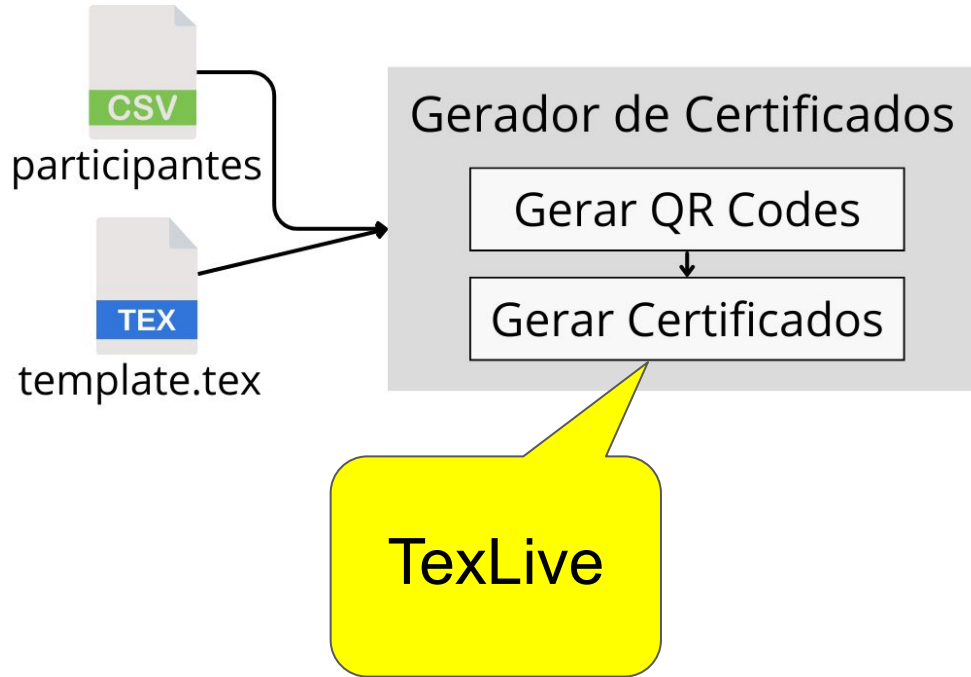 CSV
participantes
TEX
template.tex
Gerador de Certificados
Gerar QR Codes
Gerar Certificados
TexLive